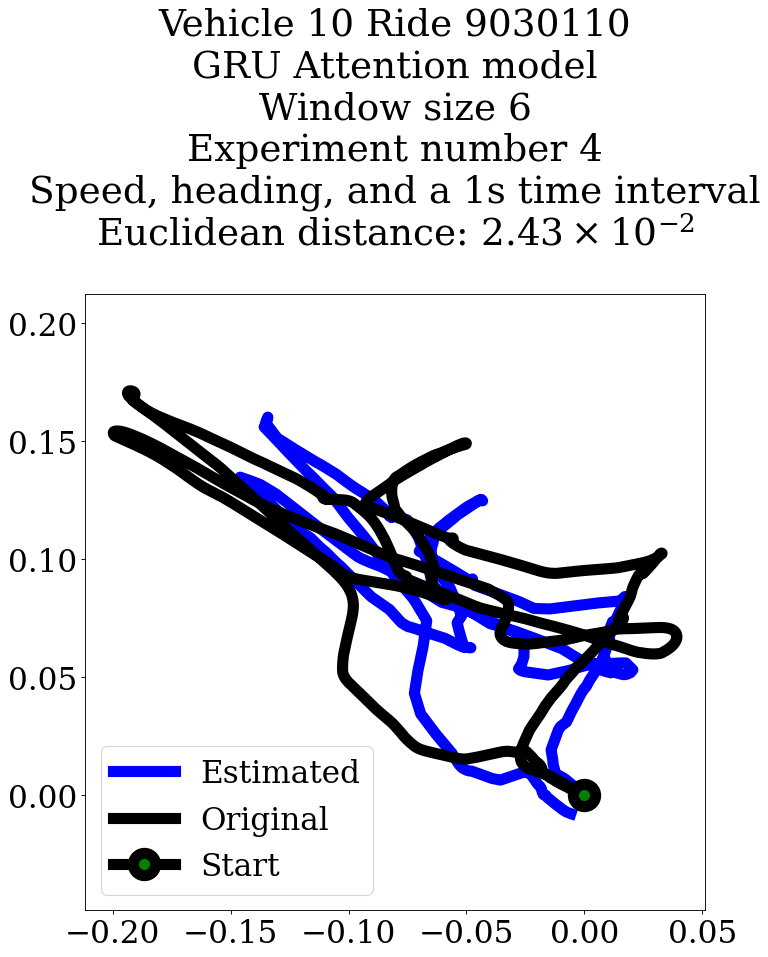 Vehicle 10 Ride 9030110
GRU Attention model
Window size 6
Experiment number 4
Speed, heading, and a 1s time interval
Euclidean distance: 2.43 × 10⁻²
0.20
0.15
0.10
0.05
0.00
Estimated
Original
Start
−0.20 −0.15 −0.10 −0.05 0.00 0.05